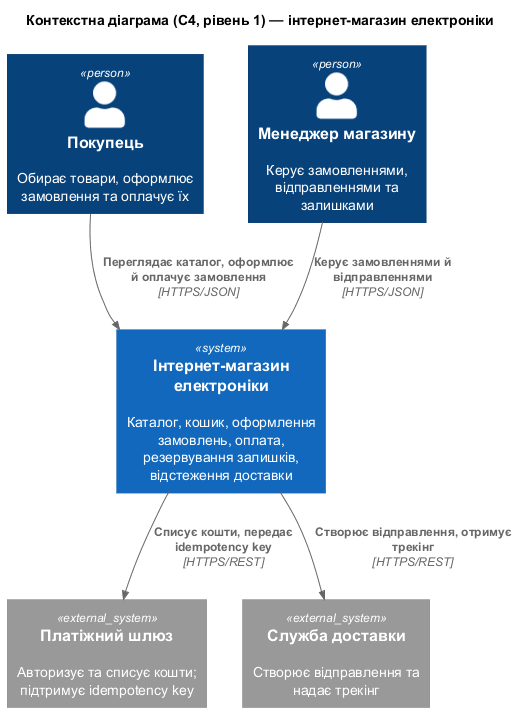 Контекстна діаграма (C4, рівень 1) — інтернет-магазин електроніки
«person»
Покупець
Обирає товари, оформлює
замовлення та оплачує їх
«person»
Менеджер магазину
Керує замовленнями,
відправленнями та
залишками
Переглядає каталог, оформлює
й оплачує замовлення
[HTTPS/JSON]
Керує замовленнями й
відправленнями
[HTTPS/JSON]
«system»
Інтернет-магазин
електроніки
Каталог, кошик, оформлення
замовлень, оплата,
резервування залишків,
відстеження доставки
Списує кошти, передає
idempotency key
[HTTPS/REST]
Створює відправлення, отримує
трекінг
[HTTPS/REST]
«external_system»
Платіжний шлюз
Авторизує та списує кошти;
підтримує idempotency key
«external_system»
Служба доставки
Створює відправлення та
надає трекінг